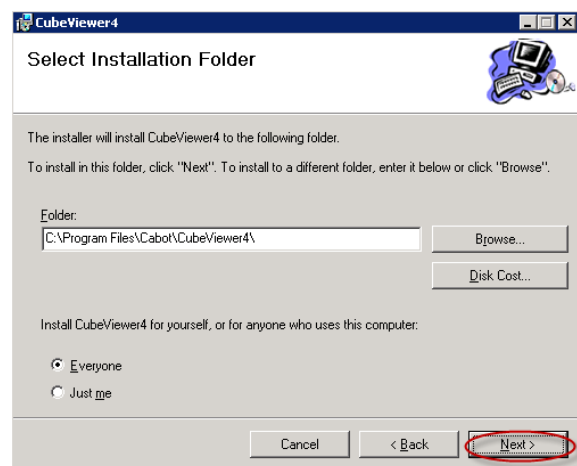 CubeViewer4
Select Installation Folder
The installer will install CubeViewer4 to the following folder.
To install in this folder, click "Next". To install to a different folder, enter it below or click "Browse".
Folder:
C:\Program Files\Cabot\CubeViewer4\
Browse...
Disk Cost...
Install CubeViewer4 for yourself, or for anyone who uses this computer:
Everyone
Just me
Cancel
< Back
Next >